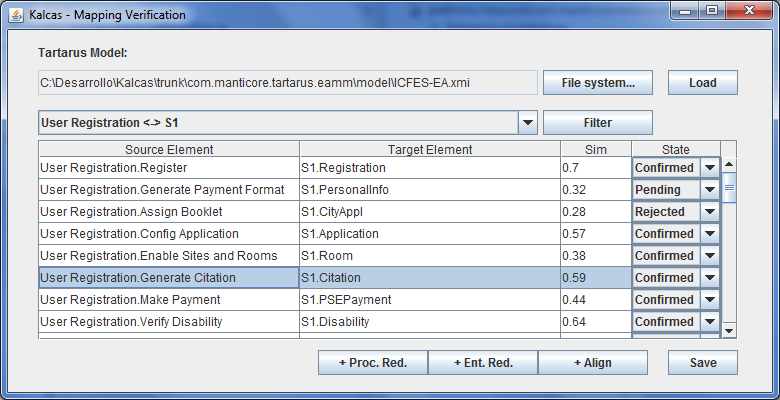 Kalcas - Mapping Verification
Tartarus Model:
C:\Desarrollo\Kalcas\trunk\com.manticore.tartarus.eamm\model\ICFES-EA.xmi File system... Load
User Registration <-> S1 Filter
Source Element Target Element Sim State
User Registration.Register S1.Registration 0.7 Confirmed
User Registration.Generate Payment Format S1.PersonalInfo 0.32 Pending
User Registration.Assign Booklet S1.CityAppl 0.28 Rejected
User Registration.Config Application S1.Application 0.57 Confirmed
User Registration.Enable Sites and Rooms S1.Room 0.38 Confirmed
User Registration.Generate Citation S1.Citation 0.59 Confirmed
User Registration.Make Payment S1.PSEPayment 0.44 Confirmed
User Registration.Verify Disability S1.Disability 0.64 Confirmed
+ Proc. Red. + Ent. Red. + Align Save